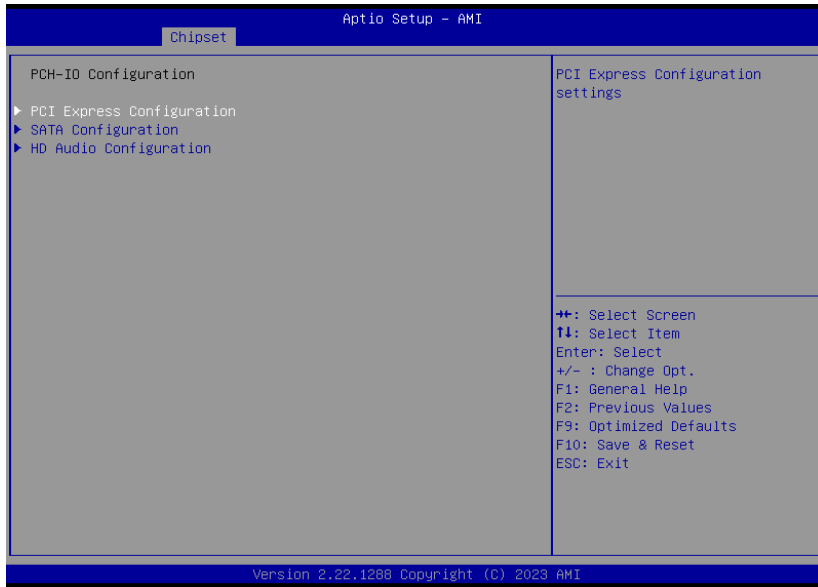 Aptio Setup - AMI
Chipset
PCH-IO Configuration
PCI Express Configuration
SATA Configuration
HD Audio Configuration
PCI Express Configuration
settings
→←: Select Screen
↑↓: Select Item
Enter: Select
+/- : Change Opt.
F1: General Help
F2: Previous Values
F9: Optimized Defaults
F10: Save & Reset
ESC: Exit
Version 2.22.1288 Copyright (C) 2023 AMI